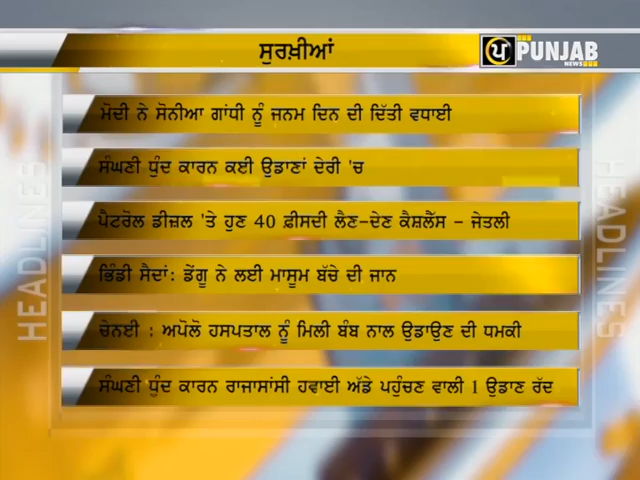 ਸੁਰਖ਼ੀਆਂ
ਪ PUNJAB
NEWS
ਮੋਦੀ ਨੇ ਸੋਨੀਆ ਗਾਂਧੀ ਨੂੰ ਜਨਮ ਦਿਨ ਦੀ ਦਿੱਤੀ ਵਧਾਈ
ਸੰਘਣੀ ਧੁੰਦ ਕਾਰਨ ਕਈ ਉਡਾਣਾਂ ਦੇਰੀ 'ਚ
ਪੈਟਰੋਲ ਡੀਜ਼ਲ 'ਤੇ ਹੁਣ 40 ਫ਼ੀਸਦੀ ਲੈਣ-ਦੇਣ ਕੈਸ਼ਲੈੱਸ - ਜੇਤਲੀ
ਭਿੰਡੀ ਸੈਦਾਂ: ਡੇਂਗੂ ਨੇ ਲਈ ਮਾਸੂਮ ਬੱਚੇ ਦੀ ਜਾਨ
ਚੇਨਈ : ਅਪੋਲੋ ਹਸਪਤਾਲ ਨੂੰ ਮਿਲੀ ਬੰਬ ਨਾਲ ਉਡਾਉਣ ਦੀ ਧਮਕੀ
ਸੰਘਣੀ ਧੁੰਦ ਕਾਰਨ ਰਾਜਾਸਾਂਸੀ ਹਵਾਈ ਅੱਡੇ ਪਹੁੰਚਣ ਵਾਲੀ 1 ਉਡਾਣ ਰੱਦ
HEADLINES
HEADLINES